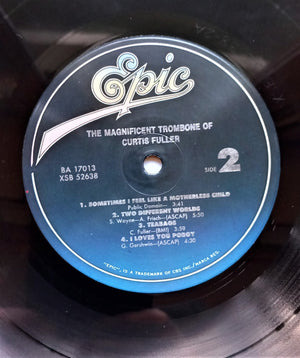 Epic
THE MAGNIFICENT TROMBONE OF
CURTIS FULLER
BA 17013
XSB 52638
SIDE 2
1. SOMETIMES I FEEL LIKE A MOTHERLESS CHILD
Public Domain— 3:41
2. TWO DIFFERENT WORLDS
S. Wayne—A. Frisch—(ASCAP) 5:50
3. TEABAGS
C. Fuller—(BMI) 3:59
4. I LOVES YOU PORGY
G. Gershwin—(ASCAP) 4:20
"EPIC", IS A TRADEMARK OF CBS INC./MARCA REG.